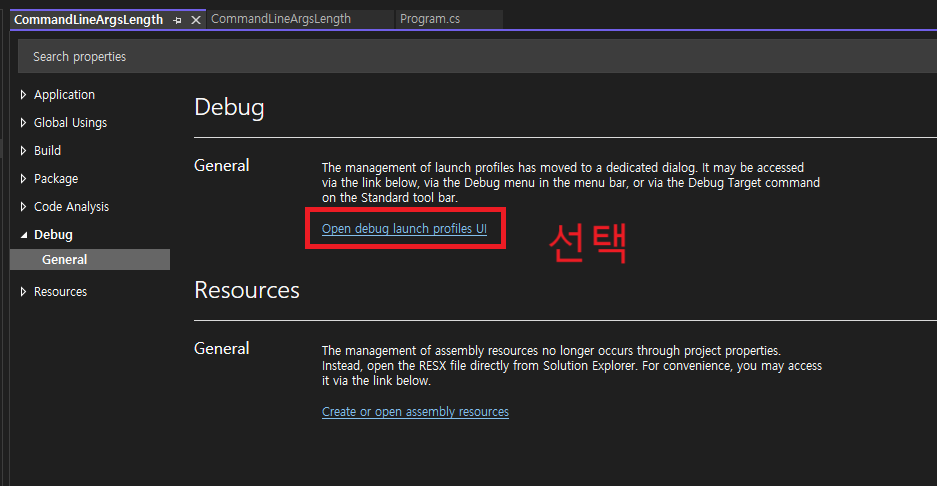 CommandLineArgsLength
CommandLineArgsLength
Program.cs
Search properties
Application
Global Usings
Build
Package
Code Analysis
Debug
General
Resources
Debug
General
The management of launch profiles has moved to a dedicated dialog. It may be accessed
via the link below, via the Debug menu in the menu bar, or via the Debug Target command
on the Standard tool bar.
Open debug launch profiles UI
선택
Resources
General
The management of assembly resources no longer occurs through project properties.
Instead, open the RESX file directly from Solution Explorer. For convenience, you may access
it via the link below.
Create or open assembly resources